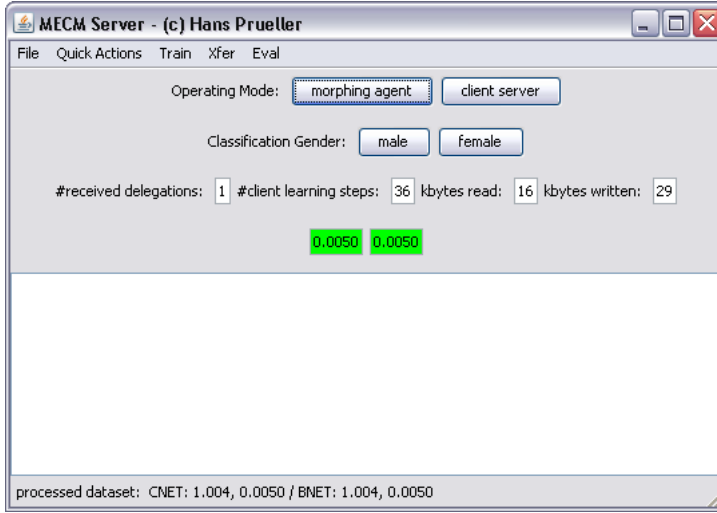 MECM Server - (c) Hans Prueller
File Quick Actions Train Xfer Eval
Operating Mode: morphing agent client server
Classification Gender: male female
#received delegations: 1 #client learning steps: 36 kbytes read: 16 kbytes written: 29
0.0050 0.0050
processed dataset: CNET: 1.004, 0.0050 / BNET: 1.004, 0.0050